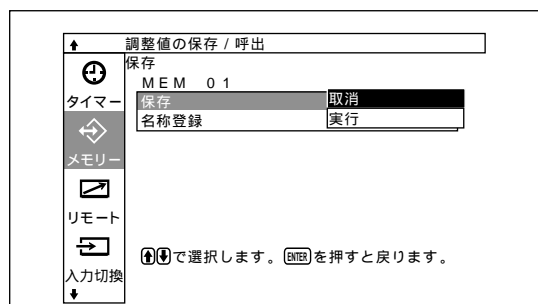 調整値の保存 / 呼出
保存
MEM 01
タイマー
保存 取消
名称登録 実行
メモリー
リモート
ENTER
で選択します。ENTERを押すと戻ります。
入力切換